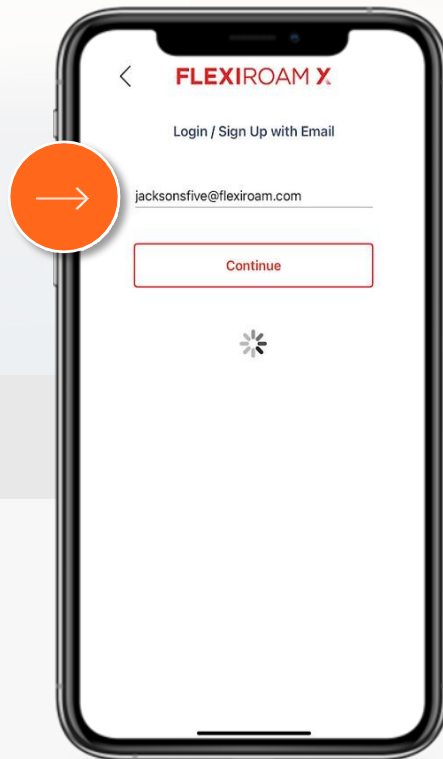 FLEXIROAM X
Login / Sign Up with Email
jacksonsfive@flexiroam.com
Continue